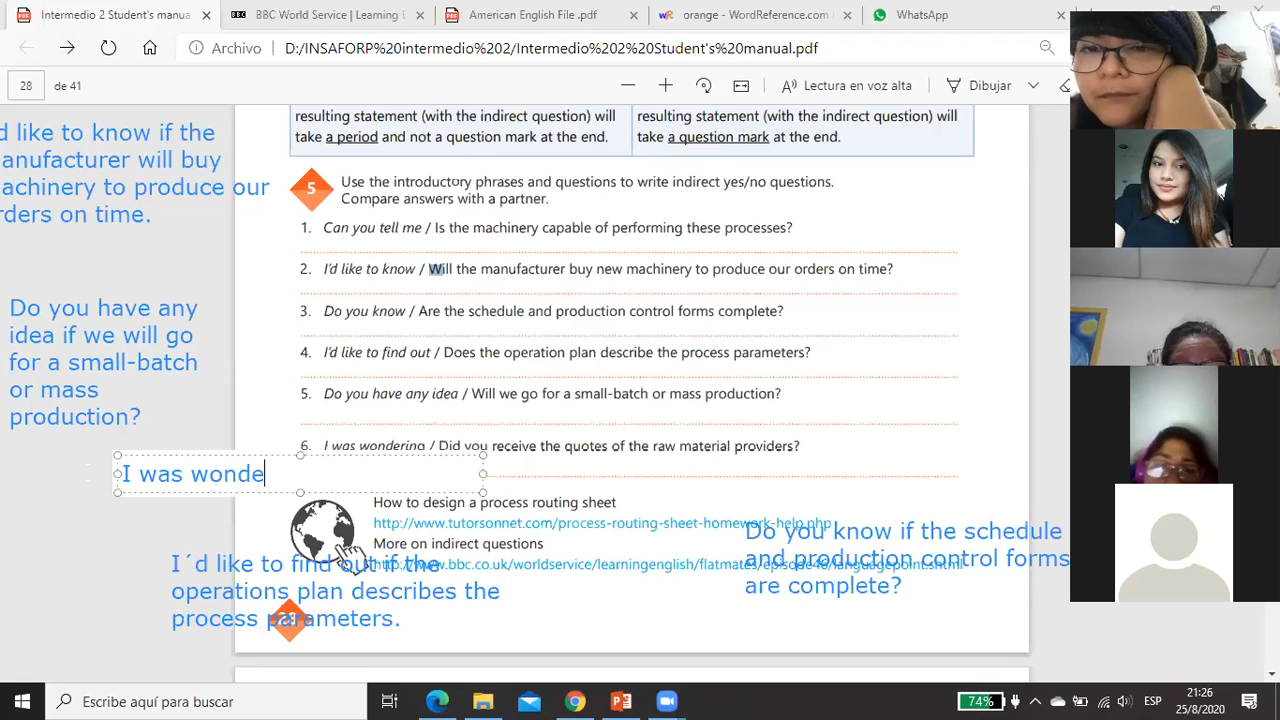 Intermedio 2 Student's manua
BBC World Service | Learning E
American English File .pdf
orange - WordReference.com
WhatsApp
Archivo
D:/INSAFORP%20intermedio%202/Intermedio%202%20Student's%20manual.pdf
28
de 41
Lectura en voz alta
Dibujar
resulting statement (with the indirect question) will
take a period and not a question mark at the end.
resulting statement (with the indirect question) will
take a question mark at the end.
'd like to know if the
anufacturer will buy
achinery to produce our
rders on time.
5
Use the introductory phrases and questions to write indirect yes/no questions.
Compare answers with a partner.
1. Can you tell me / Is the machinery capable of performing these processes?
2. I'd like to know / Will the manufacturer buy new machinery to produce our orders on time?
3. Do you know / Are the schedule and production control forms complete?
4. I'd like to find out / Does the operation plan describe the process parameters?
5. Do you have any idea / Will we go for a small-batch or mass production?
6. I was wondering / Did you receive the quotes of the raw material providers?
Do you have any
idea if we will go
for a small-batch
or mass
production?
I was wonde
How to design a process routing sheet
http://www.tutorsonnet.com/process-routing-sheet-homework-help.php
More on indirect questions
http://www.bbc.co.uk/worldservice/learningenglish/flatmates/episode48/languagepoint.shtml
I´d like to find out if the
operations plan describes the
process parameters.
Do you know if the schedule
and production control forms
are complete?
Escribe aquí para buscar
74%
ESP
21:26
25/8/2020